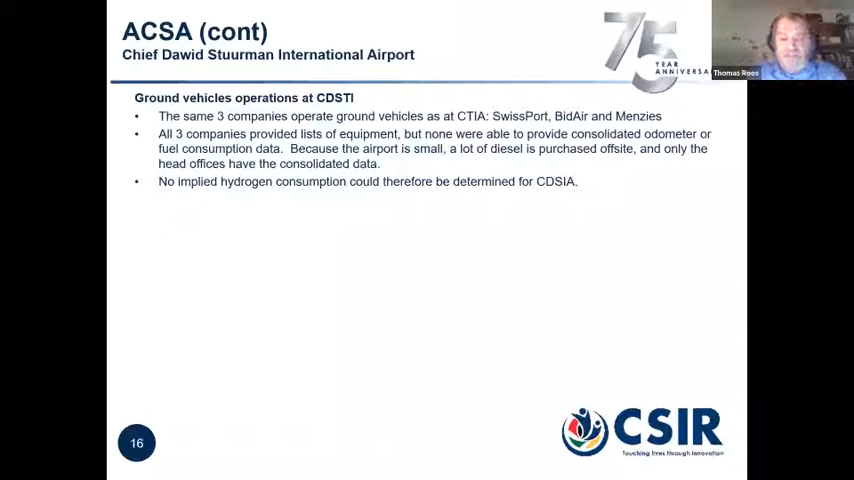 ACSA (cont)
Chief Dawid Stuurman International Airport
75
YEAR
ANNIVERSA
Thomas Roos
Ground vehicles operations at CDSTI
• The same 3 companies operate ground vehicles as at CTIA: SwissPort, BidAir and Menzies
• All 3 companies provided lists of equipment, but none were able to provide consolidated odometer or
fuel consumption data. Because the airport is small, a lot of diesel is purchased offsite, and only the
head offices have the consolidated data.
• No implied hydrogen consumption could therefore be determined for CDSIA.
16
CSIR
Touching lives through innovation